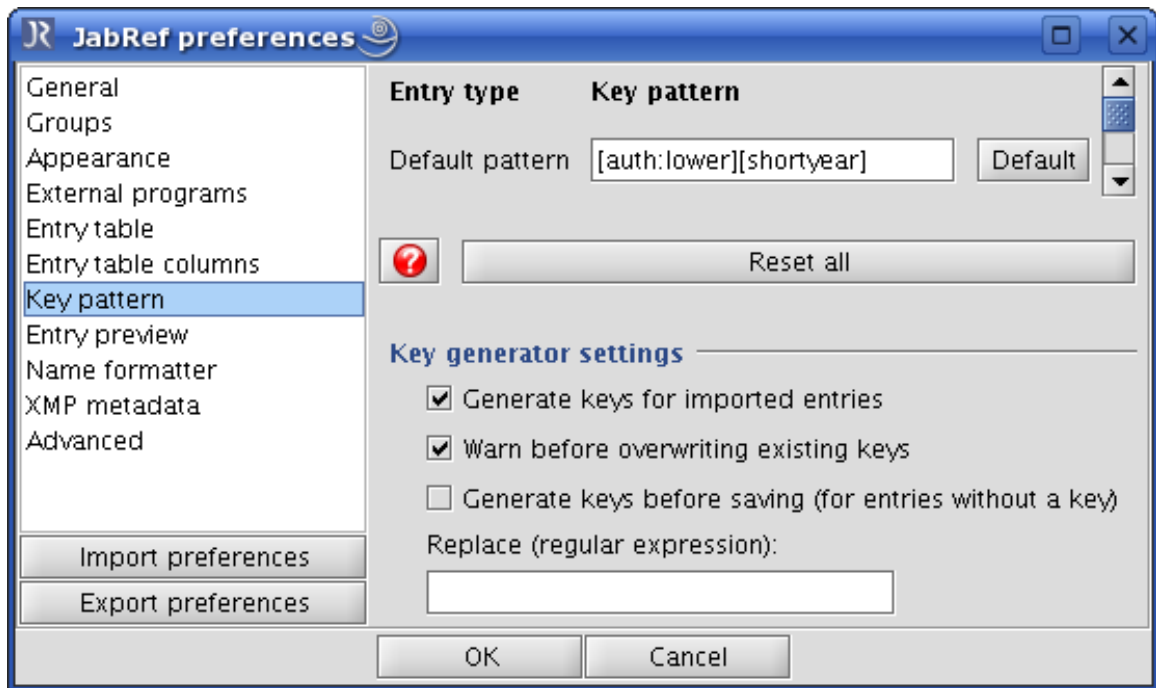 JabRef preferences
General
Groups
Appearance
External programs
Entry table
Entry table columns
Key pattern
Entry preview
Name formatter
XMP metadata
Advanced
Import preferences
Export preferences
Entry type Key pattern
Default pattern [auth:lower][shortyear] Default
? Reset all
Key generator settings
Generate keys for imported entries
Warn before overwriting existing keys
Generate keys before saving (for entries without a key)
Replace (regular expression):
OK Cancel